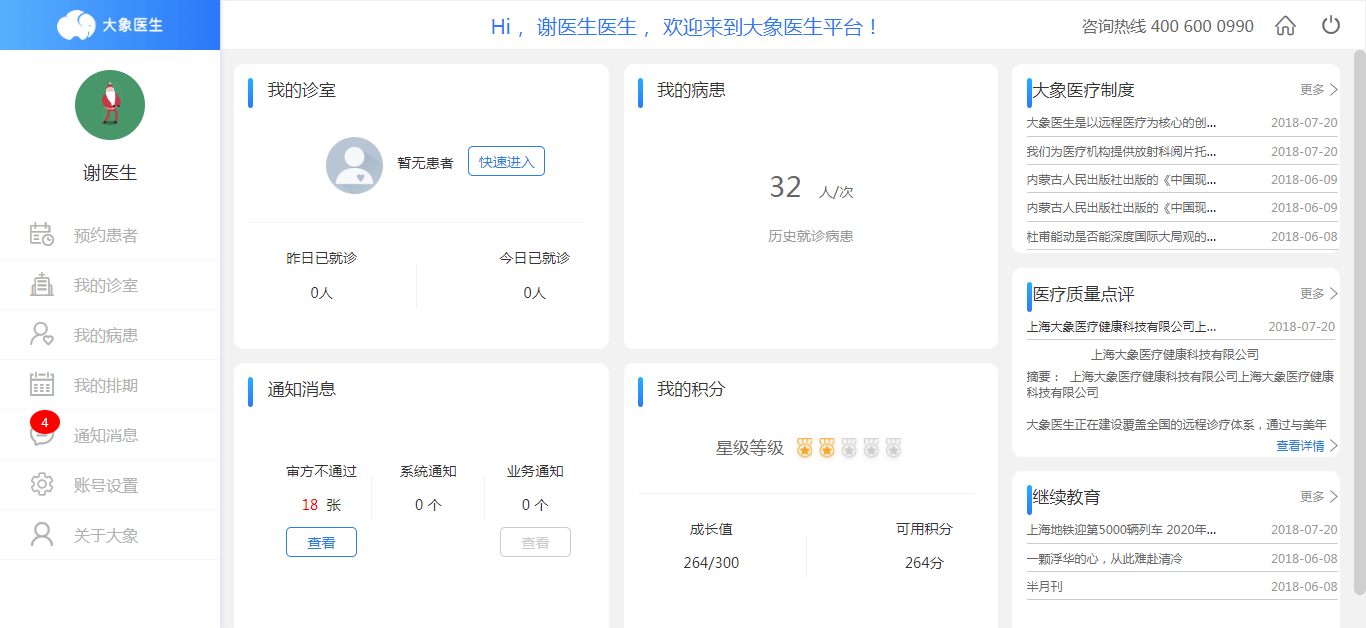 大象医生
Hi ， 谢医生医生 ， 欢迎来到大象医生平台！
咨询热线 400 600 0990
谢医生
预约患者
我的诊室
我的病患
我的排期
4
通知消息
账号设置
关于大象
我的诊室
暂无患者
快速进入
昨日已就诊
今日已就诊
0人
0人
我的病患
32 人/次
历史就诊病患
通知消息
审方不通过
系统通知
业务通知
18 张
0 个
0 个
查看
查看
我的积分
星级等级
成长值
可用积分
264/300
264分
大象医疗制度
更多
大象医生是以远程医疗为核心的创...
2018-07-20
我们为医疗机构提供放射科阅片托...
2018-07-20
内蒙古人民出版社出版的《中国现...
2018-06-09
内蒙古人民出版社出版的《中国现...
2018-06-09
杜甫能动是否能深度国际大局观的...
2018-06-08
医疗质量点评
更多
上海大象医疗健康科技有限公司上...
2018-07-20
上海大象医疗健康科技有限公司
摘要： 上海大象医疗健康科技有限公司上海大象医疗健康
科技有限公司
大象医生正在建设覆盖全国的远程诊疗体系，通过与美年
查看详情
继续教育
更多
上海地铁迎第5000辆列车 2020年...
2018-07-20
一颗浮华的心，从此难赴清冷
2018-06-08
半月刊
2018-06-08